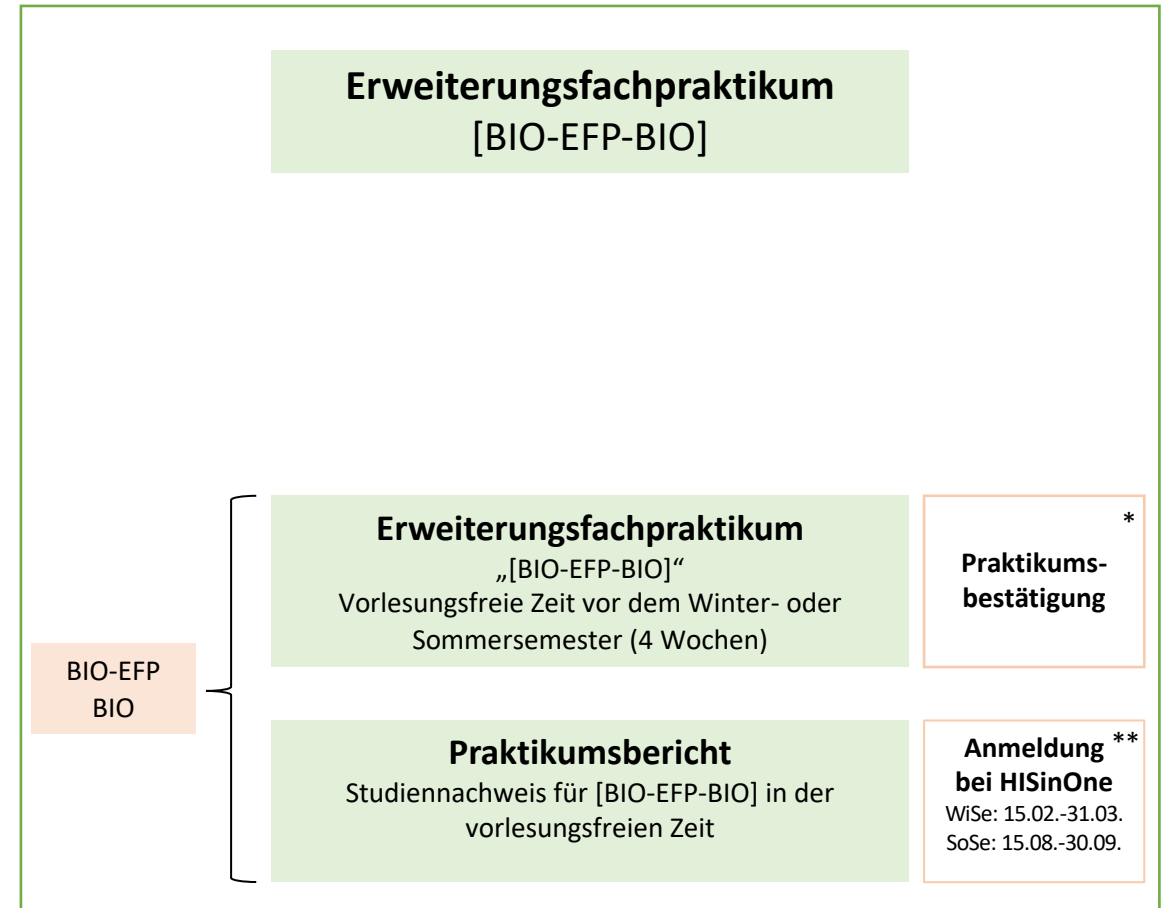 Erweiterungsfachpraktikum
[BIO-EFP-BIO]
Erweiterungsfachpraktikum
„[BIO-EFP-BIO]“
Vorlesungsfreie Zeit vor dem Winter- oder
Sommersemester (4 Wochen)
*
Praktikums-
bestätigung
BIO-EFP
BIO
Praktikumsbericht
Studiennachweis für [BIO-EFP-BIO] in der
vorlesungsfreien Zeit
Anmeldung **
bei HISinOne
WiSe: 15.02.-31.03.
SoSe: 15.08.-30.09.